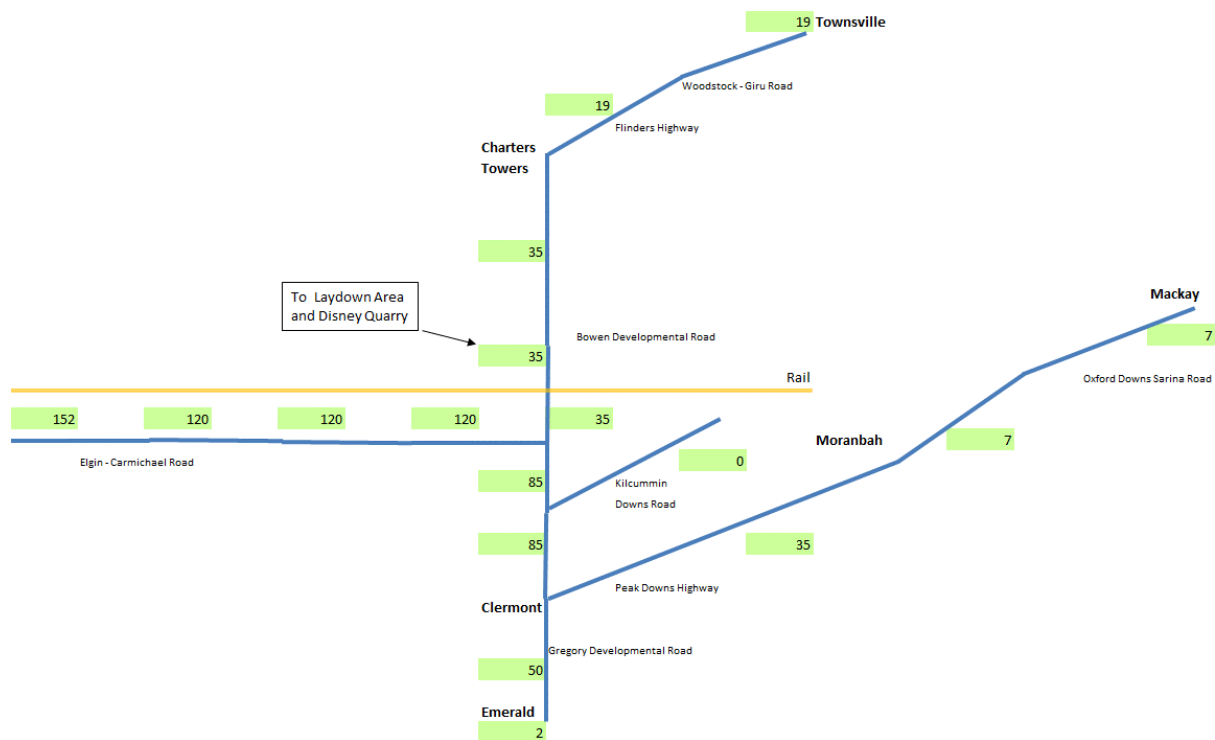 19 Townsville
Woodstock - Giru Road
19
Flinders Highway
Charters
Towers
35
To Laydown Area
and Disney Quarry
Mackay
7
Bowen Developmental Road
35
Rail
Oxford Downs Sarina Road
152 120 120 120 35
Moranbah
7
Elgin - Carmichael Road
0
85
Kilcummin
Downs Road
85
35
Peak Downs Highway
Clermont
Gregory Developmental Road
50
Emerald
2